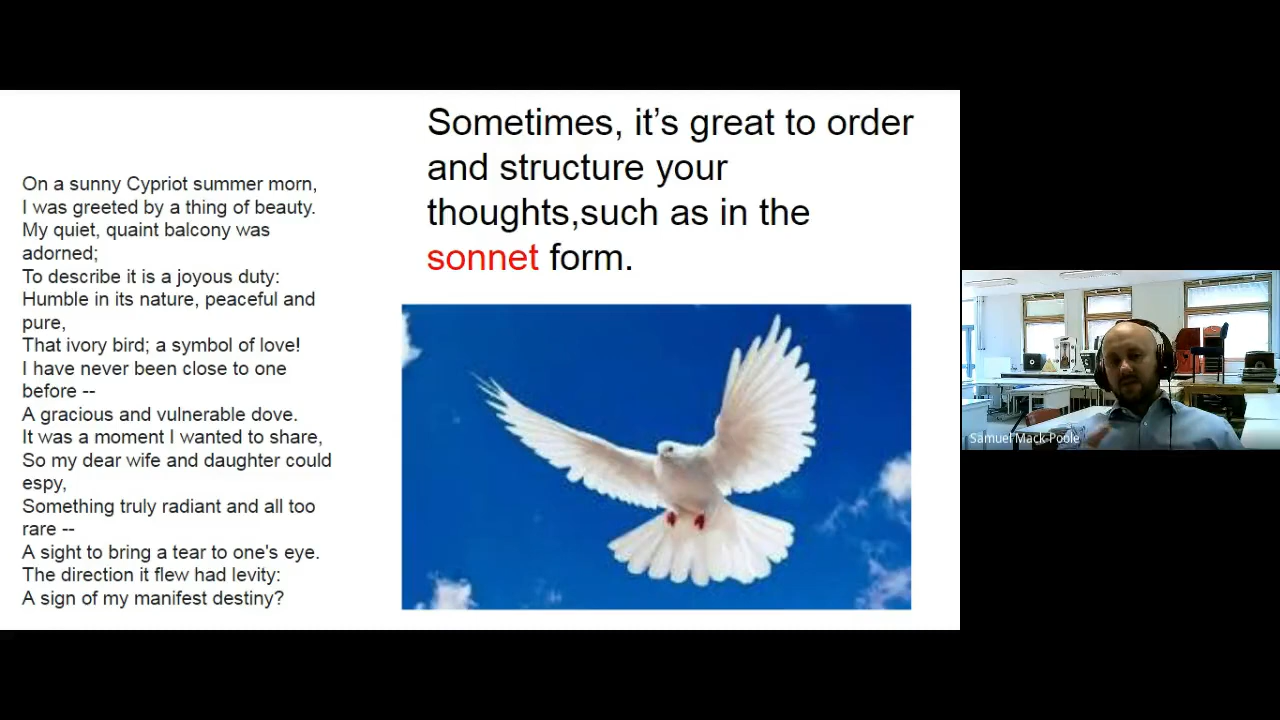 On a sunny Cypriot summer morn,
I was greeted by a thing of beauty.
My quiet, quaint balcony was
adorned;
To describe it is a joyous duty:
Humble in its nature, peaceful and
pure,
That ivory bird; a symbol of love!
I have never been close to one
before --
A gracious and vulnerable dove.
It was a moment I wanted to share,
So my dear wife and daughter could
espy,
Something truly radiant and all too
rare --
A sight to bring a tear to one's eye.
The direction it flew had levity:
A sign of my manifest destiny?
Sometimes, it’s great to order
and structure your
thoughts,such as in the
sonnet form.
Samuel Mack-Poole